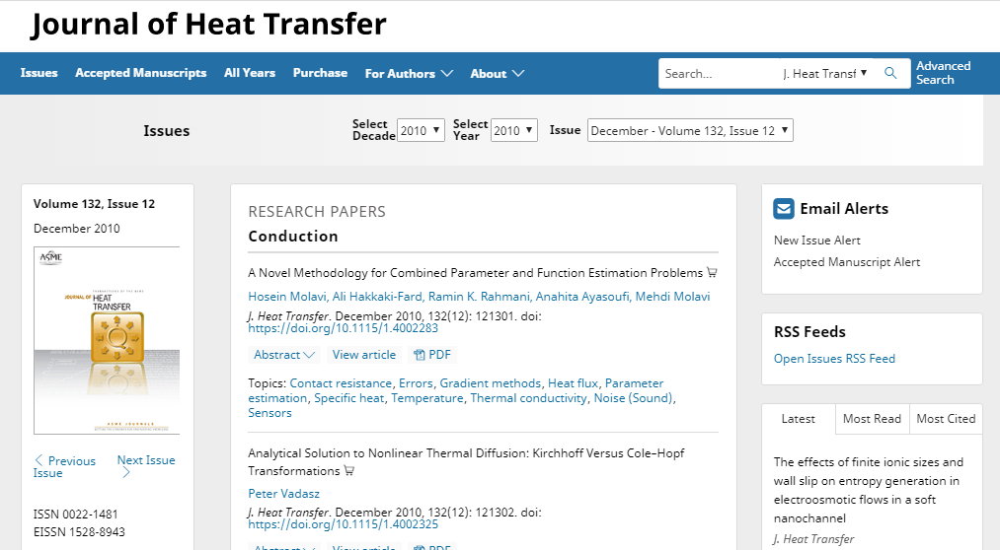 Journal of Heat Transfer
Issues Accepted Manuscripts All Years Purchase For Authors About
Search... J. Heat Transf
Advanced
Search
Issues
Select
Decade
2010
Select
Year
2010
Issue
December - Volume 132, Issue 12
Volume 132, Issue 12
December 2010
ASME
JOURNAL OF HEAT
TRANSFER
ASME JOURNALS
Previous
Issue
Next Issue
ISSN 0022-1481
EISSN 1528-8943
RESEARCH PAPERS
Conduction
A Novel Methodology for Combined Parameter and Function Estimation Problems
Hosein Molavi, Ali Hakkaki-Fard, Ramin K. Rahmani, Anahita Ayasoufi, Mehdi Molavi
J. Heat Transfer. December 2010, 132(12): 121301. doi:
https://doi.org/10.1115/1.4002283
Abstract View article PDF
Topics: Contact resistance, Errors, Gradient methods, Heat flux, Parameter
estimation, Specific heat, Temperature, Thermal conductivity, Noise (Sound),
Sensors
Analytical Solution to Nonlinear Thermal Diffusion: Kirchhoff Versus Cole–Hopf
Transformations
Peter Vadasz
J. Heat Transfer. December 2010, 132(12): 121302. doi:
https://doi.org/10.1115/1.4002325
Abstract View article PDF
Email Alerts
New Issue Alert
Accepted Manuscript Alert
RSS Feeds
Open Issues RSS Feed
Latest Most Read Most Cited
The effects of finite ionic sizes and
wall slip on entropy generation in
electroosmotic flows in a soft
nanochannel
J. Heat Transfer